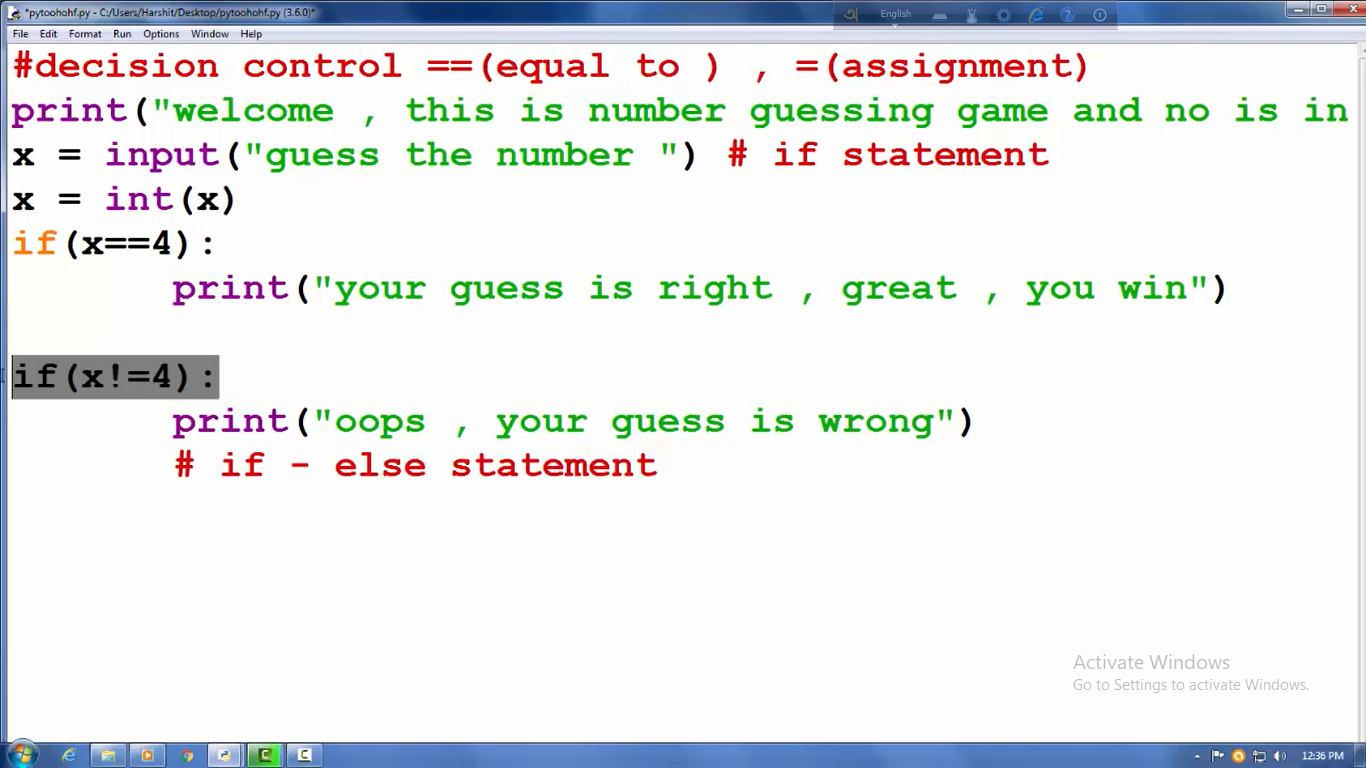 *pytoohohf.py - C:/Users/Harshit/Desktop/pytoohohf.py (3.6.0)*
English
File Edit Format Run Options Window Help
#decision control ==(equal to ) , =(assignment)
print("welcome , this is number guessing game and no is in
x = input("guess the number ") # if statement
x = int(x)
if(x==4):
print("your guess is right , great , you win")
if(x!=4):
print("oops , your guess is wrong")
# if - else statement
Activate Windows
Go to Settings to activate Windows.
12:36 PM